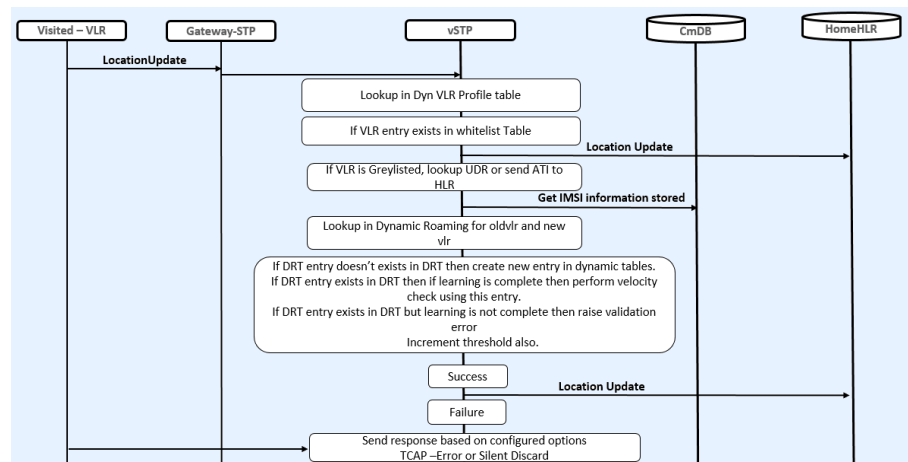 Visited – VLR
Gateway-STP
vSTP
CmDB
HomeHLR
LocationUpdate
Lookup in Dyn VLR Profile table
If VLR entry exists in whitelist Table
Location Update
If VLR is Greylisted, lookup UDR or send ATI to
HLR
Get IMSI information stored
Lookup in Dynamic Roaming for oldvlr and new
vlr
If DRT entry doesn't exists in DRT then create new entry in dynamic tables.
If DRT entry exists in DRT then if learning is complete then perform velocity
check using this entry.
If DRT entry exists in DRT but learning is not complete then raise validation
error
Increment threshold also.
Success
Location Update
Failure
Send response based on configured options
TCAP –Error or Silent Discard